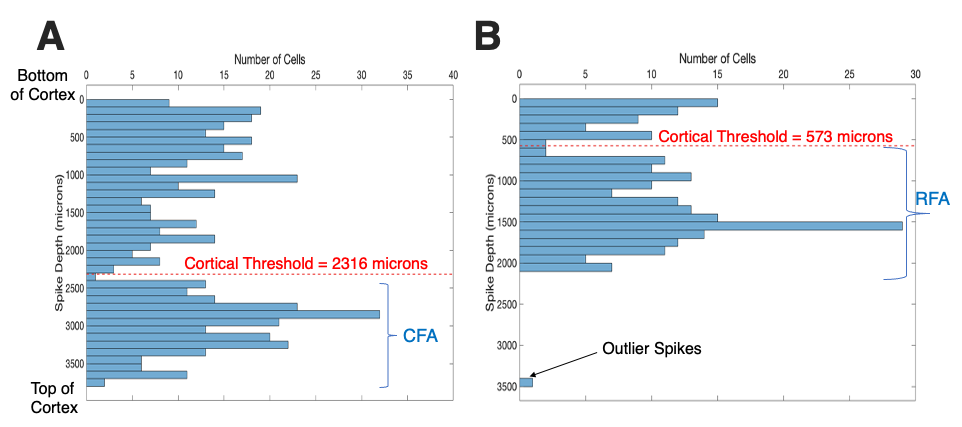 A
Number of Cells
0 5 10 15 20 25 30 35 40
Bottom
of Cortex
0
500
1000
1500
2000
2500
3000
3500
Spike Depth (microns)
Cortical Threshold = 2316 microns
CFA
Top of
Cortex
B
Number of Cells
0 5 10 15 20 25 30
0
500
1000
1500
2000
2500
3000
3500
Spike Depth (microns)
Cortical Threshold = 573 microns
RFA
Outlier Spikes